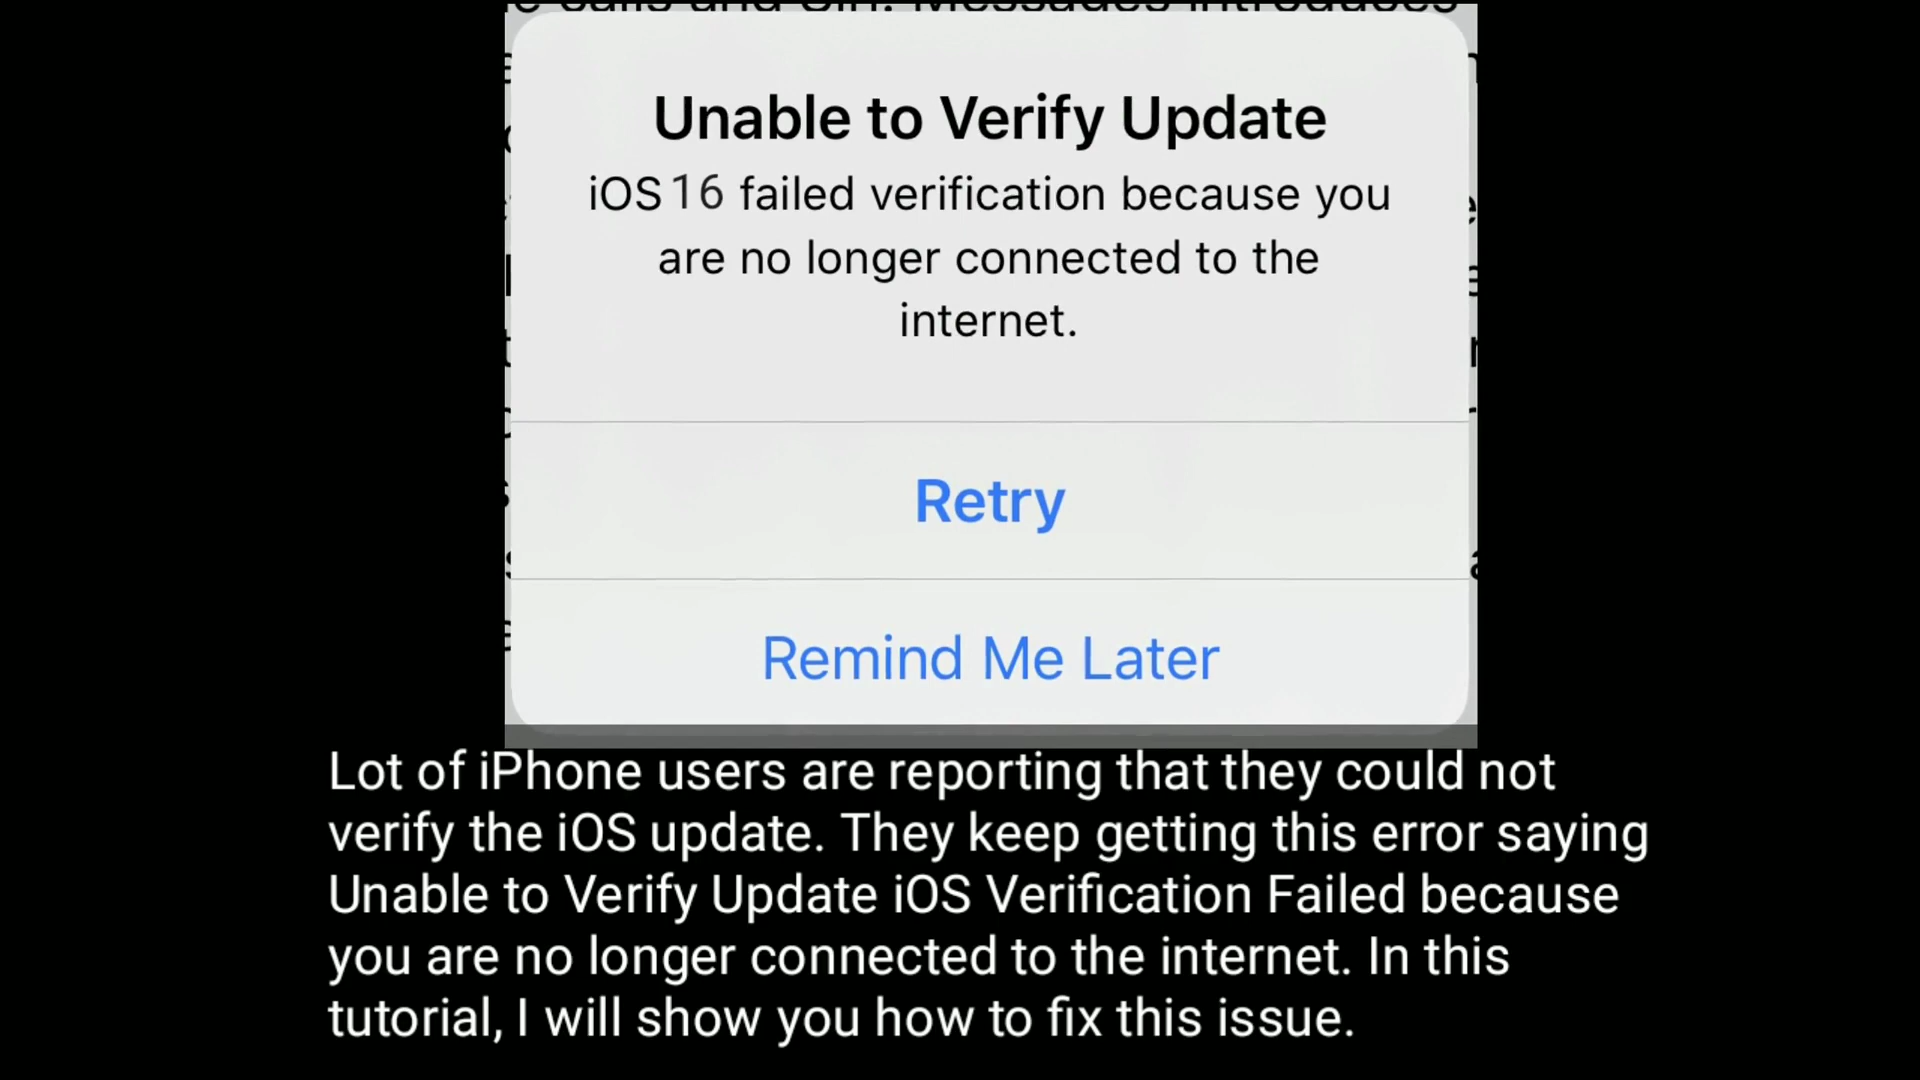 Unable to Verify Update
iOS 16 failed verification because you
are no longer connected to the
internet.
Retry
Remind Me Later
Lot of iPhone users are reporting that they could not
verify the iOS update. They keep getting this error saying
Unable to Verify Update iOS Verification Failed because
you are no longer connected to the internet. In this
tutorial, I will show you how to fix this issue.